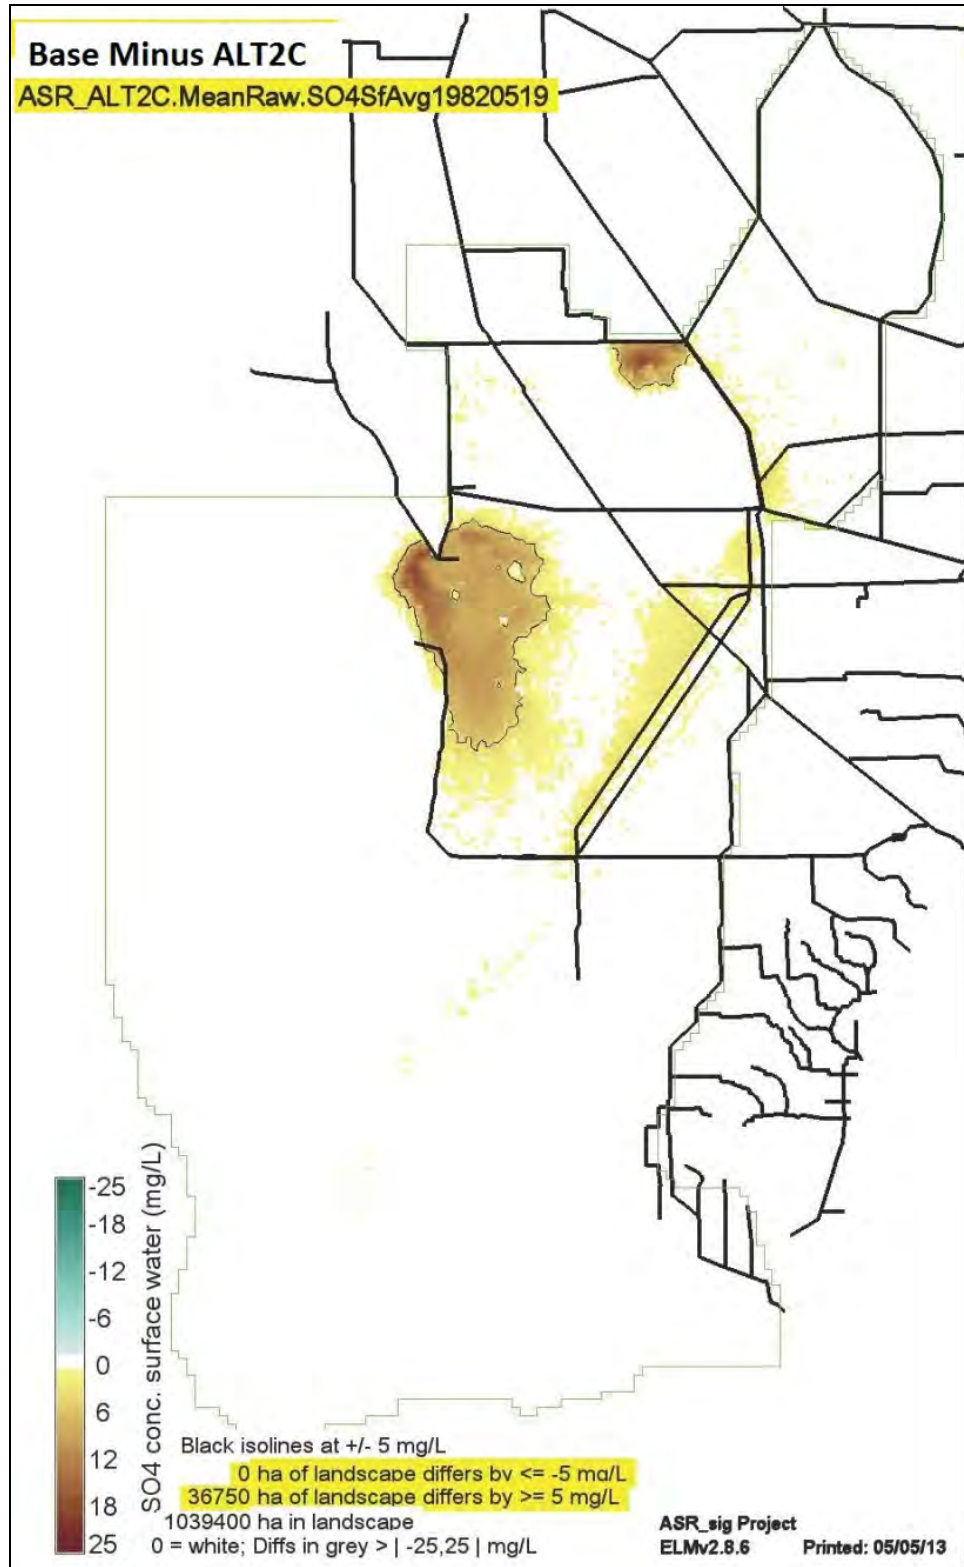 Base Minus ALT2C
ASR_ALT2C.MeanRaw.SO4SfAvg19820519
-25
-18
-12
-6
0
6
12
18
25
SO4 conc. surface water (mg/L)
Black isolines at +/- 5 mg/L
0 ha of landscape differs by <= -5 mg/L
36750 ha of landscape differs by >= 5 mg/L
1039400 ha in landscape
0 = white; Diffs in grey > | -25,25 | mg/L
ASR_sig Project
ELMv2.8.6 Printed: 05/05/13